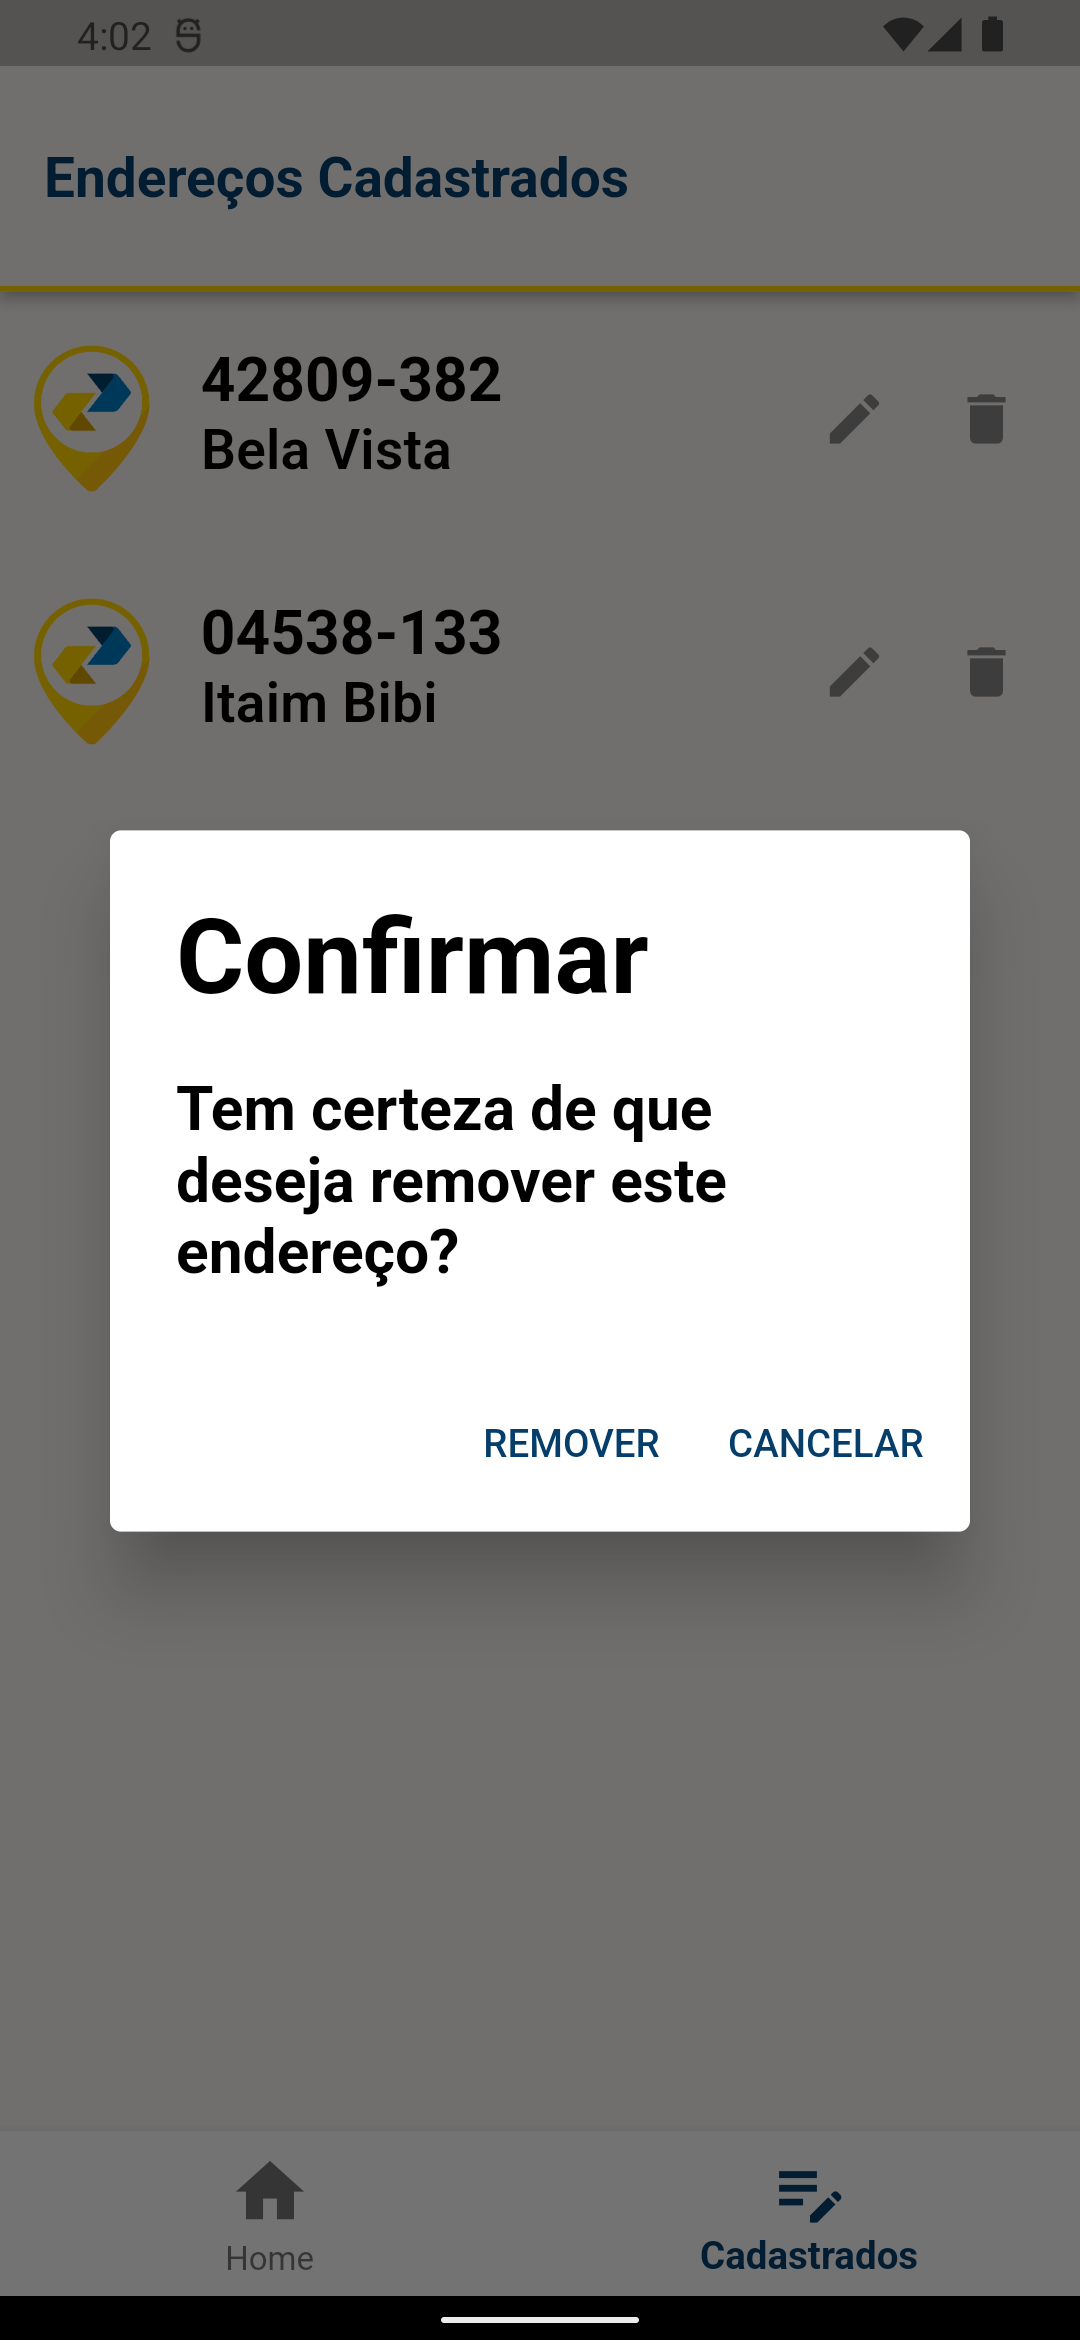 4:02
Endereços Cadastrados
42809-382
Bela Vista
04538-133
Itaim Bibi
Confirmar
Tem certeza de que
deseja remover este
endereço?
REMOVER CANCELAR
Home Cadastrados